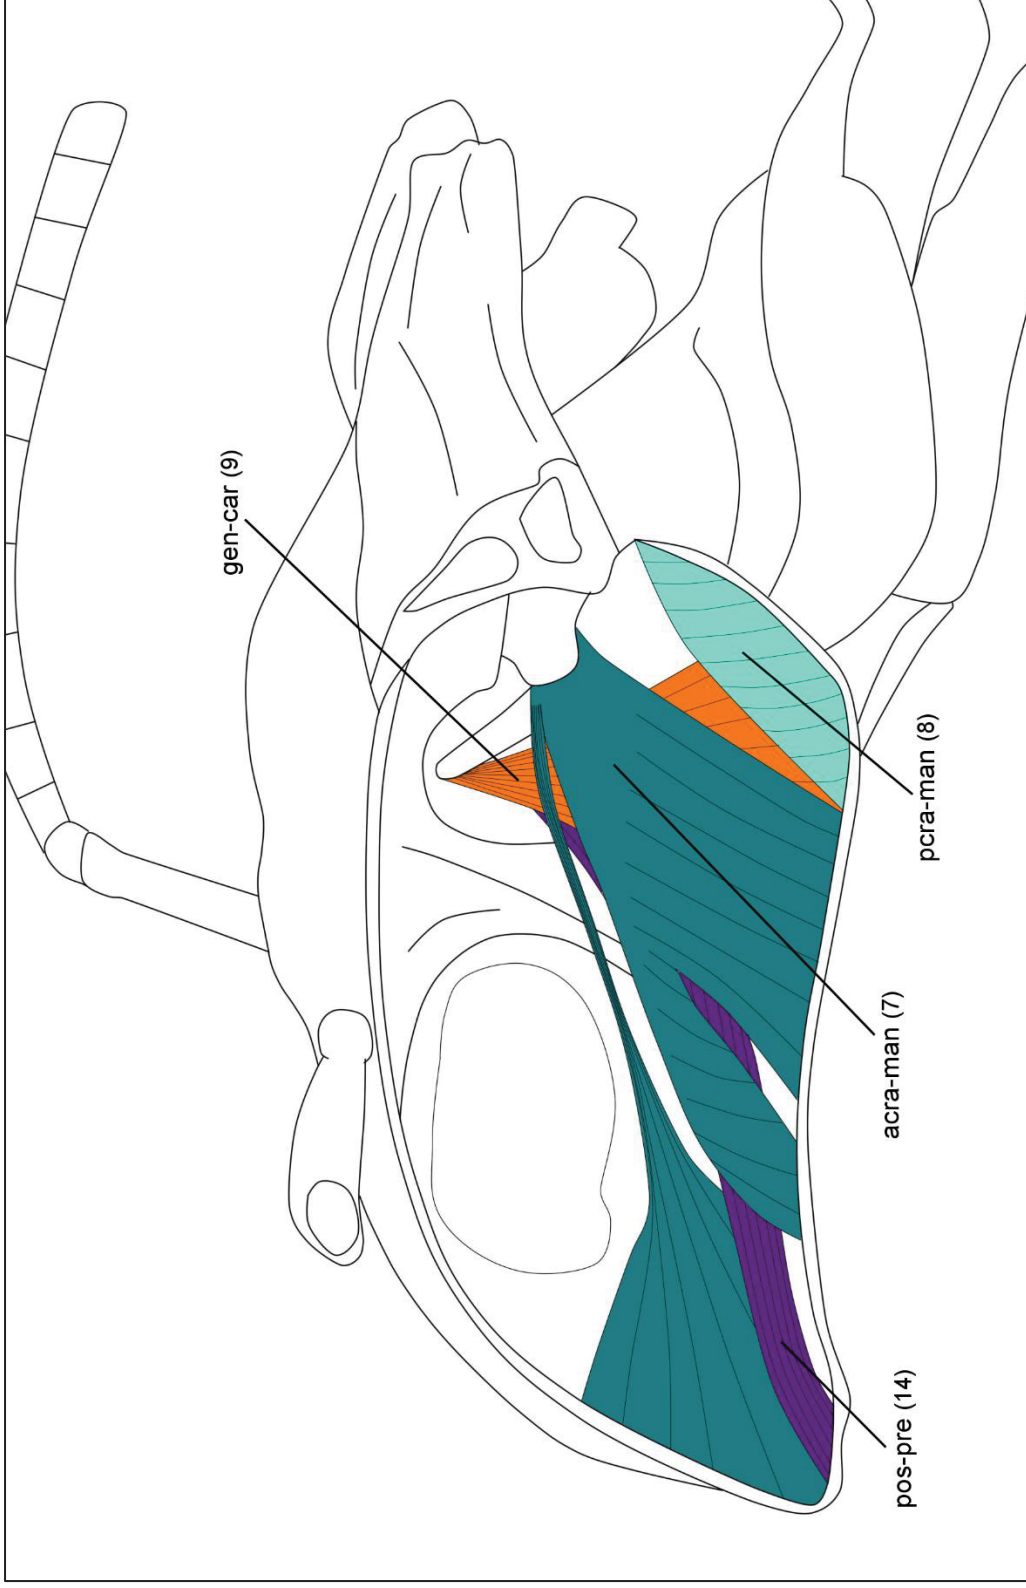 gen-car (9)
pcra-man (8)
acra-man (7)
pos-pre (14)